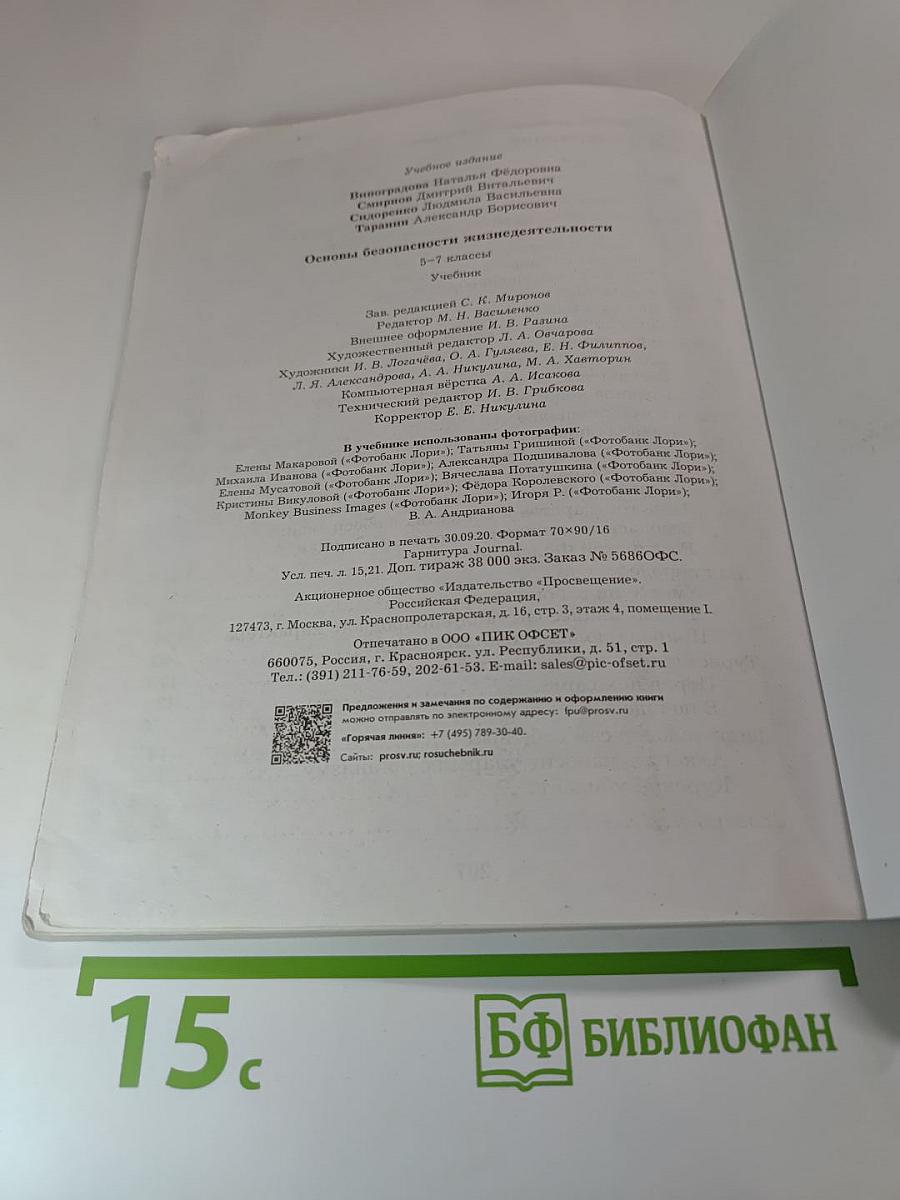 Учебное издание
Виноградова Наталья Фёдоровна
Смирнов Дмитрий Витальевич
Сидоренко Людмила Васильевна
Таранин Александр Борисович
Основы безопасности жизнедеятельности
5–7 классы
Учебник
Зав. редакцией С. К. Миронов
Редактор М. Н. Василенко
Внешнее оформление И. В. Разина
Художественный редактор Л. А. Овчарова
Художники И. В. Логачёва, О. А. Гуляева, Е. Н. Филиппов,
Л. Я. Александрова, А. А. Никулина, М. А. Хавторин
Компьютерная вёрстка А. А. Исакова
Технический редактор И. В. Грибкова
Корректор Е. Е. Никулина
В учебнике использованы фотографии:
Елены Макаровой («Фотобанк Лори»); Татьяны Гришиной («Фотобанк Лори»);
Михаила Иванова («Фотобанк Лори»); Александра Подшивалова («Фотобанк Лори»);
Елены Мусатовой («Фотобанк Лори»); Вячеслава Потатушкина («Фотобанк Лори»);
Кристины Викуловой («Фотобанк Лори»); Фёдора Королевского («Фотобанк Лори»);
Monkey Business Images («Фотобанк Лори»); Игоря Р. («Фотобанк Лори»);
В. А. Андрианова
Подписано в печать 30.09.20. Формат 70×90/16
Гарнитура Journal.
Усл. печ. л. 15,21. Доп. тираж 38 000 экз. Заказ № 5686ОФС.
Акционерное общество «Издательство «Просвещение».
Российская Федерация,
127473, г. Москва, ул. Краснопролетарская, д. 16, стр. 3, этаж 4, помещение I.
Отпечатано в ООО «ПИК ОФСЕТ»
660075, Россия, г. Красноярск. ул. Республики, д. 51, стр. 1
Тел.: (391) 211-76-59, 202-61-53. E-mail: sales@pic-ofset.ru
Предложения и замечания по содержанию и оформлению книги
можно отправлять по электронному адресу: fpu@prosv.ru
«Горячая линия»: +7 (495) 789-30-40.
Сайты: prosv.ru; rosuchebnik.ru
15 с
БФ БИБЛИОФАН